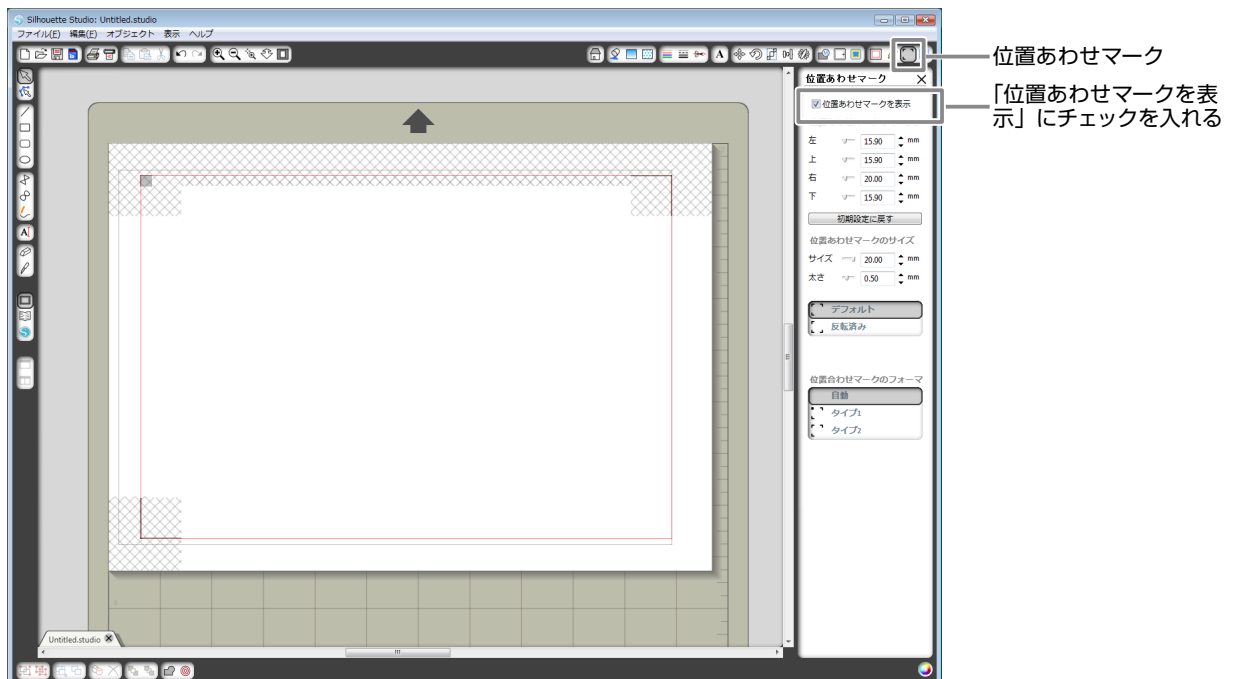 Silhouette Studio: Untitled.studio
ファイル(F) 編集(E) オブジェクト 表示 ヘルプ
位置あわせマーク
位置あわせマーク
位置あわせマークを表示
「位置あわせマークを表
示」にチェックを入れる
左 15.90 mm
上 15.90 mm
右 20.00 mm
下 15.90 mm
初期設定に戻す
位置あわせマークのサイズ
サイズ 20.00 mm
太さ 0.50 mm
デフォルト
反転済み
位置合わせマークのフォーマ
自動
タイプ1
タイプ2
Untitled.studio